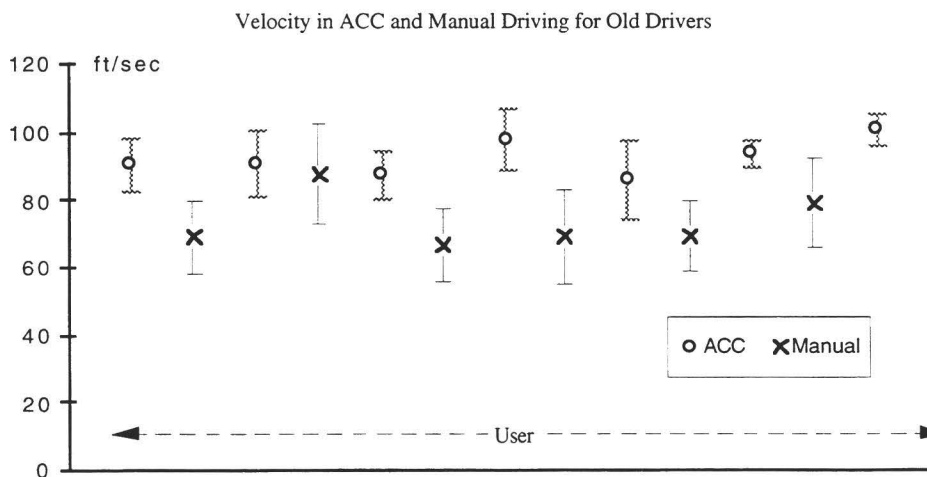 Velocity in ACC and Manual Driving for Old Drivers
120
ft/sec
100
80
60
40
20
0
ACC Manual
User